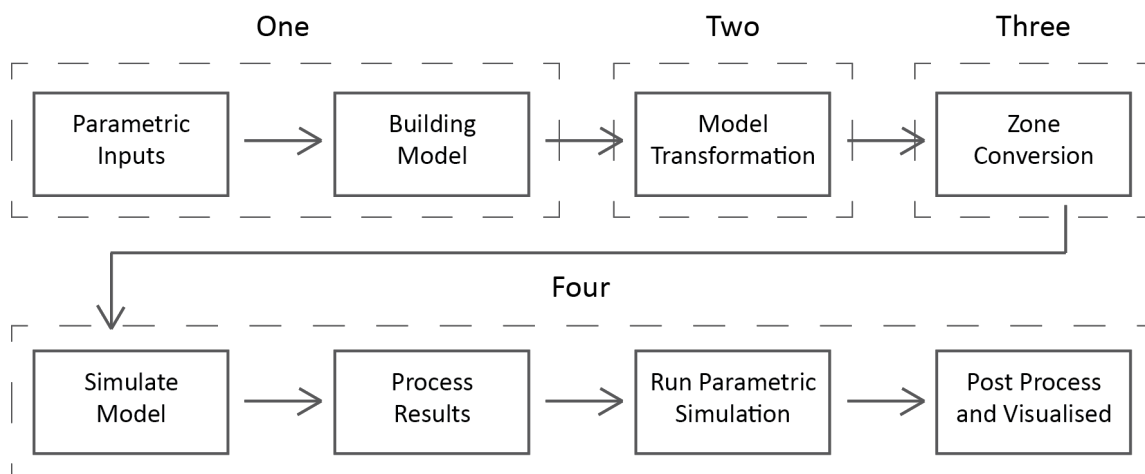 One
Two
Three
Parametric
Inputs
Building
Model
Model
Transformation
Zone
Conversion
Four
Simulate
Model
Process
Results
Run Parametric
Simulation
Post Process
and Visualised